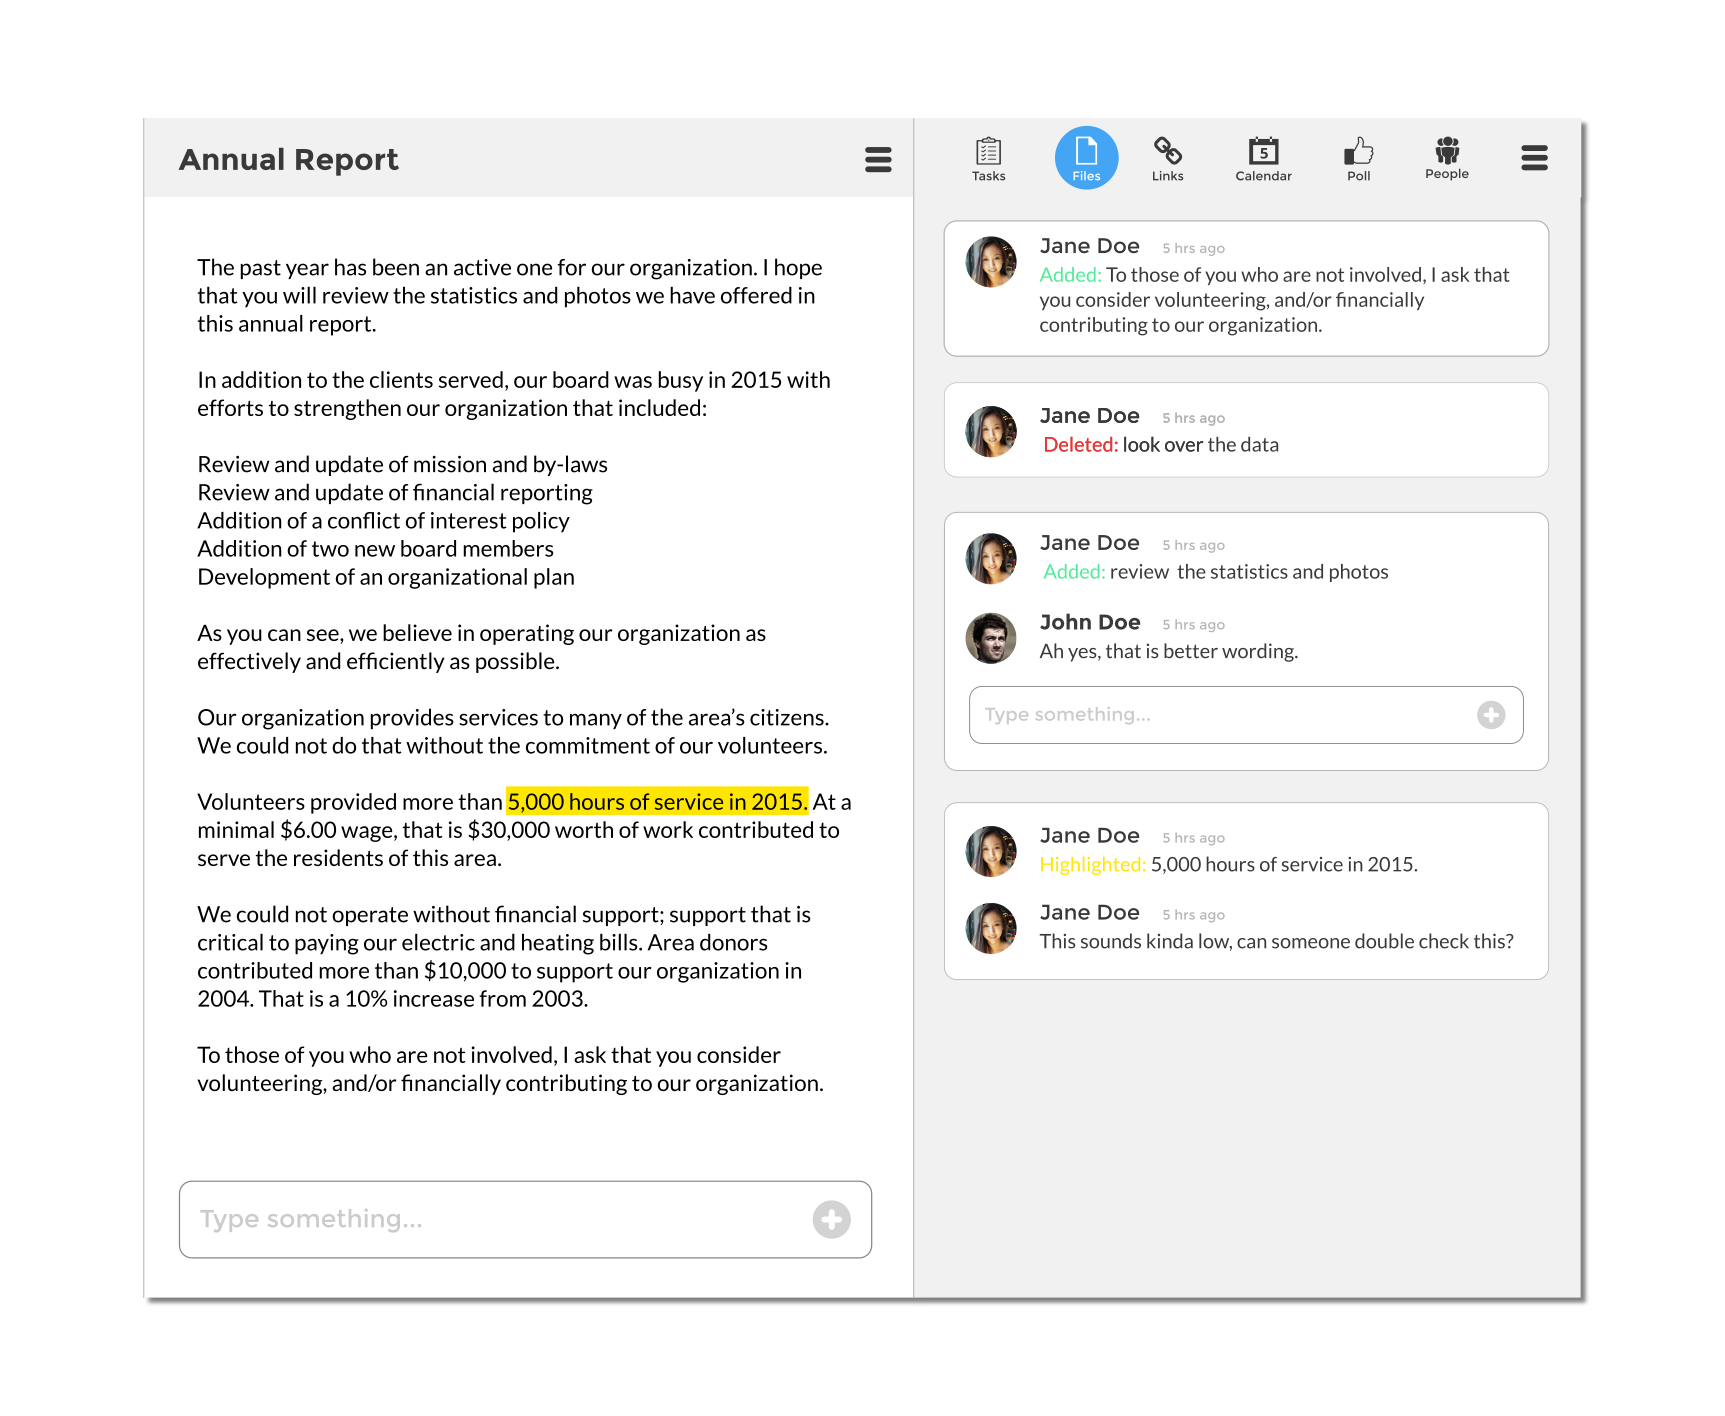 Annual Report
The past year has been an active one for our organization. I hope
that you will review the statistics and photos we have offered in
this annual report.
In addition to the clients served, our board was busy in 2015 with
efforts to strengthen our organization that included:
Review and update of mission and by-laws
Review and update of financial reporting
Addition of a conflict of interest policy
Addition of two new board members
Development of an organizational plan
As you can see, we believe in operating our organization as
effectively and efficiently as possible.
Our organization provides services to many of the area’s citizens.
We could not do that without the commitment of our volunteers.
Volunteers provided more than 5,000 hours of service in 2015. At a
minimal $6.00 wage, that is $30,000 worth of work contributed to
serve the residents of this area.
We could not operate without financial support; support that is
critical to paying our electric and heating bills. Area donors
contributed more than $10,000 to support our organization in
2004. That is a 10% increase from 2003.
To those of you who are not involved, I ask that you consider
volunteering, and/or financially contributing to our organization.
Type something...
Tasks
Files
Links
5
Calendar
Poll
People
Jane Doe 5 hrs ago
Added: To those of you who are not involved, I ask that
you consider volunteering, and/or financially
contributing to our organization.
Jane Doe 5 hrs ago
Deleted: look over the data
Jane Doe 5 hrs ago
Added: review the statistics and photos
John Doe 5 hrs ago
Ah yes, that is better wording.
Type something...
Jane Doe 5 hrs ago
Highlighted: 5,000 hours of service in 2015.
Jane Doe 5 hrs ago
This sounds kinda low, can someone double check this?